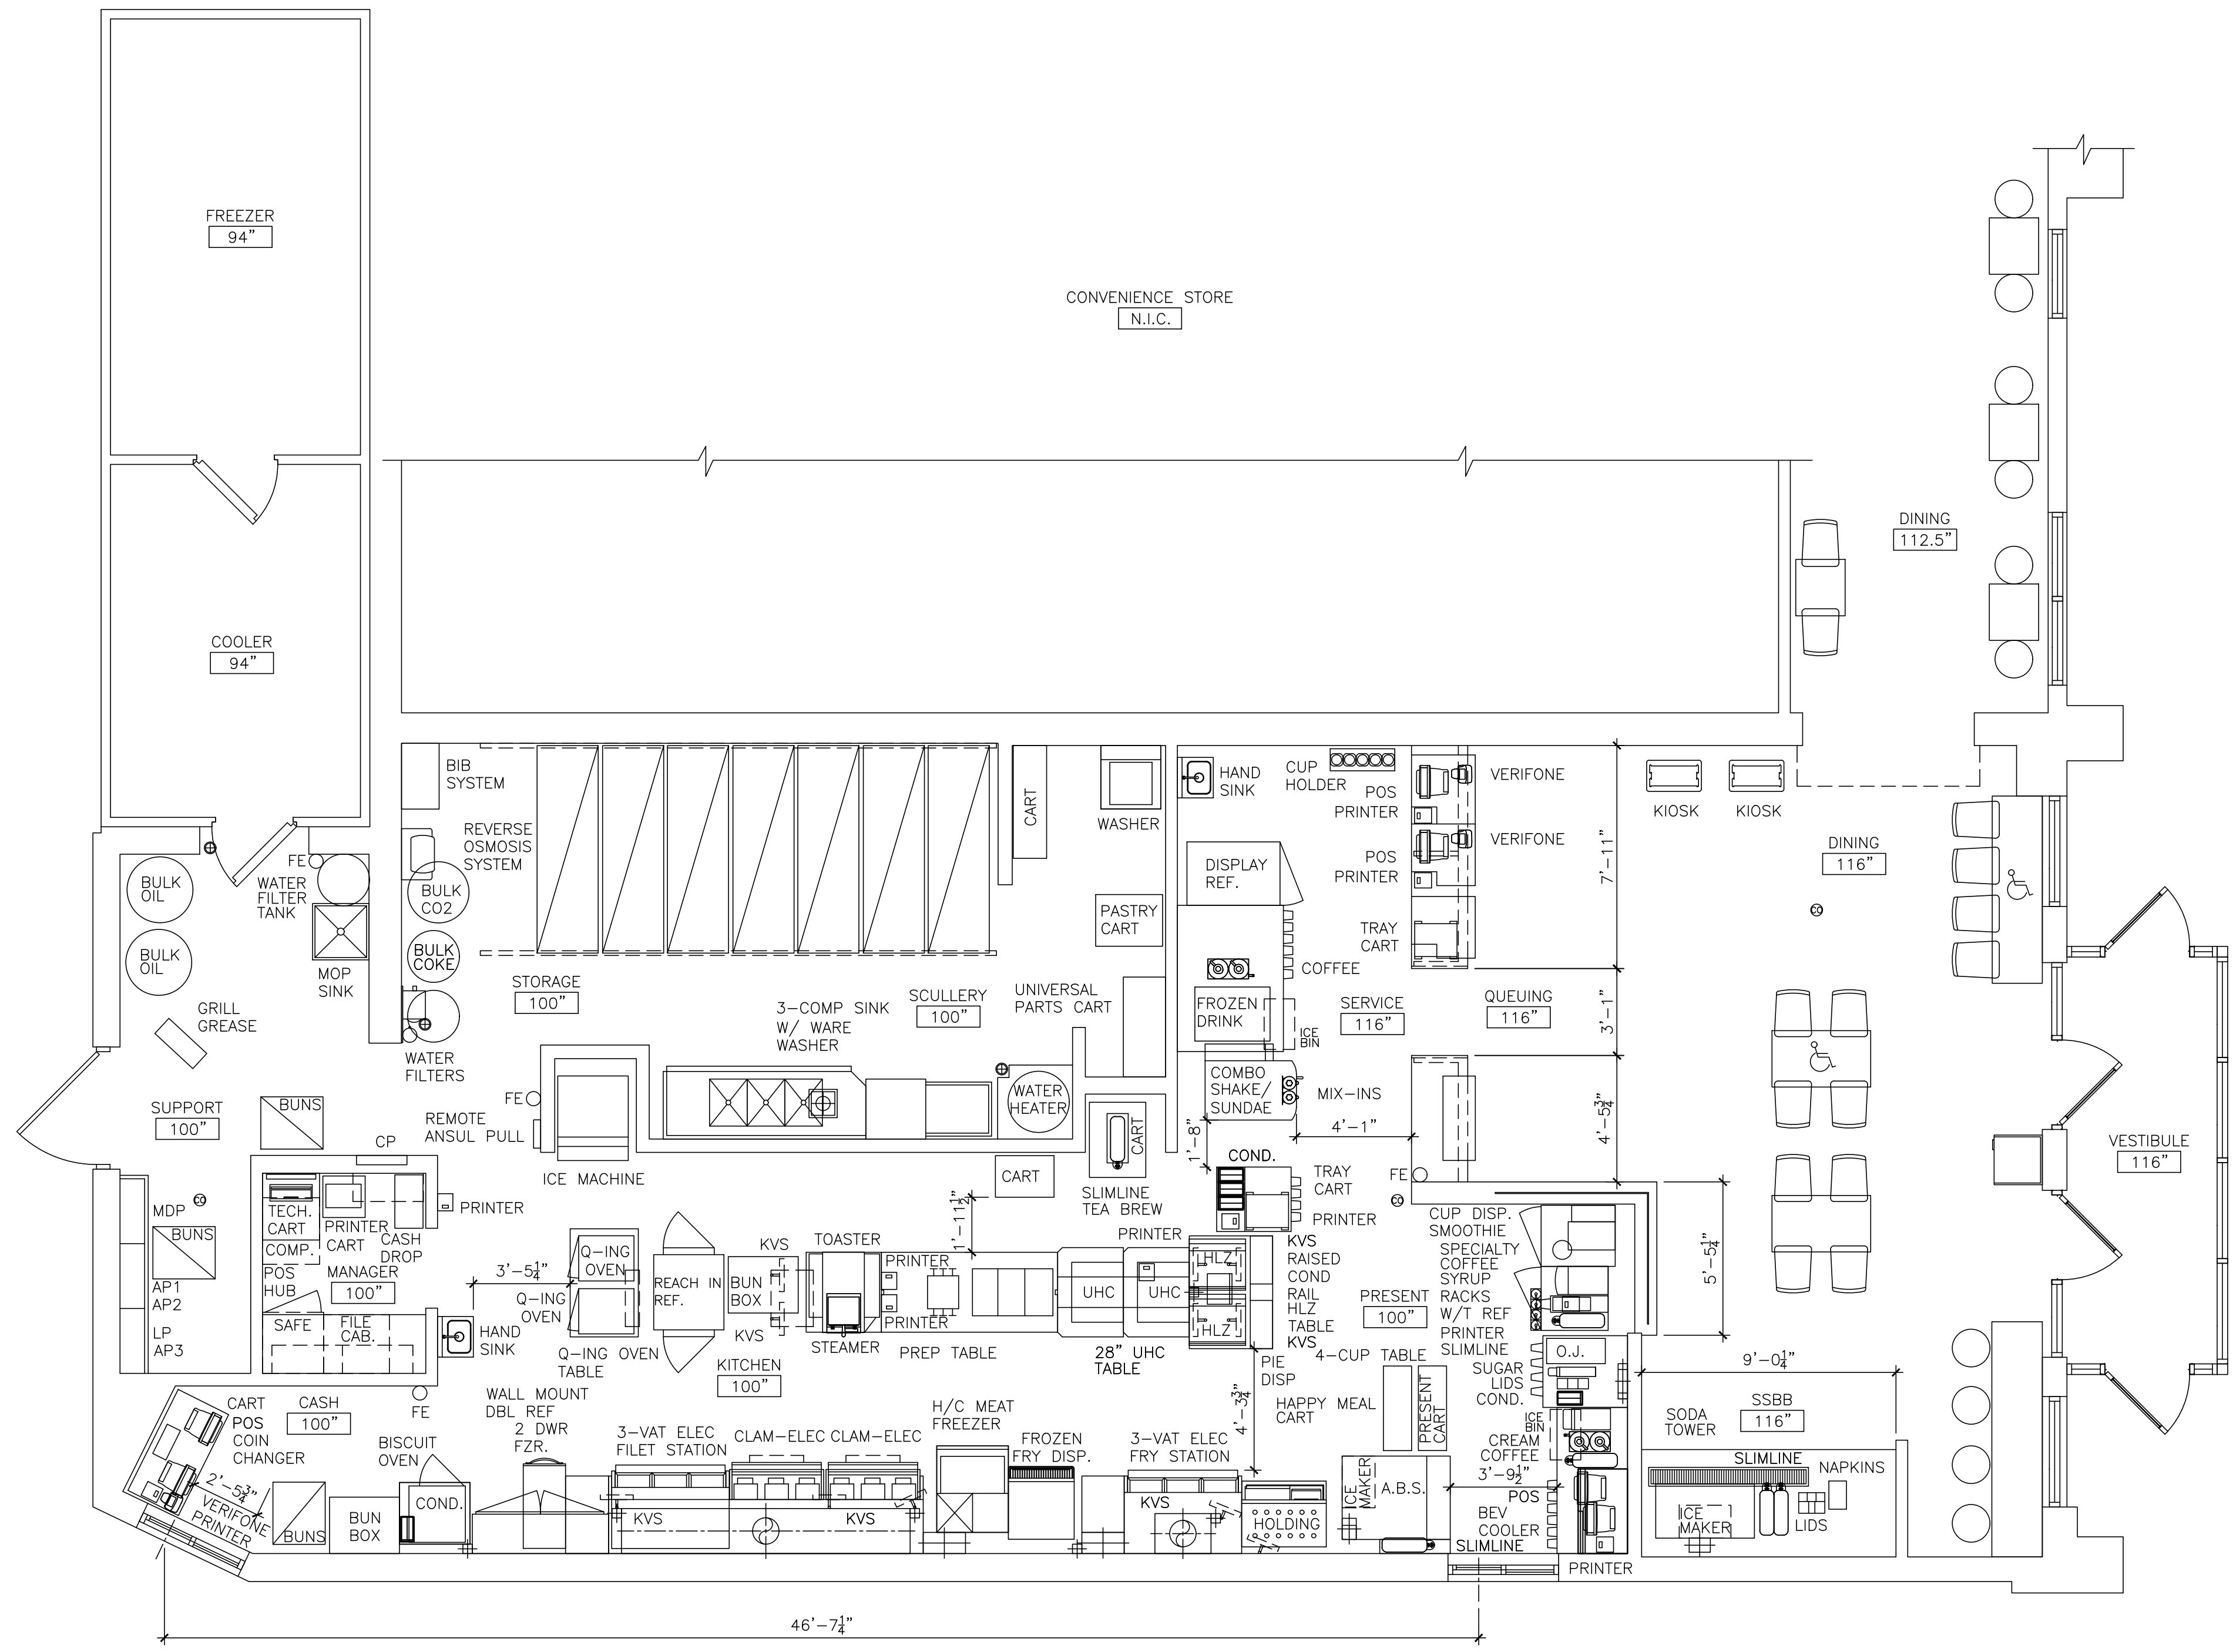 FREEZER
94"
CONVENIENCE STORE
N.I.C.
DINING
112.5"
COOLER
94"
BIB
SYSTEM
REVERSE
OSMOSIS
SYSTEM
CART
WASHER
HAND
SINK
CUP
HOLDER
POS
PRINTER
VERIFONE
POS
PRINTER
VERIFONE
KIOSK
KIOSK
DINING
116"
7'-11"
FE
WATER
FILTER
TANK
BULK
OIL
BULK
OIL
BULK
CO2
BULK
COKE
MOP
SINK
GRILL
GREASE
WATER
FILTERS
PASTRY
CART
DISPLAY
REF.
TRAY
CART
COFFEE
STORAGE
100"
3-COMP SINK
W/ WARE
WASHER
SCULLERY
100"
UNIVERSAL
PARTS CART
FROZEN
DRINK
ICE
BIN
SERVICE
116"
QUEUING
116"
3'-1"
SUPPORT
100"
BUNS
FE
REMOTE
ANSUL PULL
CP
ICE MACHINE
WATER
HEATER
CART
CART
SLIMLINE
TEA BREW
COMBO
SHAKE/
SUNDAE
MIX-INS
4'-1"
1'-8"
4'-5 3/4"
VESTIBULE
116"
COND.
TRAY
CART
PRINTER
FE
MDP
BUNS
AP1
AP2
LP
AP3
TECH.
CART
COMP.
POS
HUB
PRINTER
CART
CASH
DROP
PRINTER
MANAGER
100"
SAFE
FILE
CAB.
HAND
SINK
3'-5 1/4"
Q-ING
OVEN
Q-ING
OVEN
Q-ING OVEN
TABLE
REACH IN
REF.
BUN
BOX
KVS
KVS
TOASTER
STEAMER
PRINTER
PRINTER
PREP TABLE
1'-11 1/2"
UHC
UHC
PRINTER
28" UHC
TABLE
HLZ
HLZ
KVS
RAISED
COND
RAIL
HLZ
TABLE
KVS
PIE
DISP
KITCHEN
100"
PRESENT
100"
CUP DISP.
SMOOTHIE
SPECIALTY
COFFEE
SYRUP
RACKS
W/T REF
PRINTER
SLIMLINE
SUGAR
LIDS
COND.
O.J.
5'-5 1/4"
9'-0 1/4"
4-CUP TABLE
HAPPY MEAL
CART
PRESENT
CART
4'-3 3/4"
ICE
BIN
CREAM
COFFEE
SODA
TOWER
SSBB
116"
SLIMLINE
NAPKINS
ICE
MAKER
LIDS
CART
POS
COIN
CHANGER
CASH
100"
FE
2'-5 3/4"
VERIFONE
PRINTER
BUNS
BUN
BOX
BISCUIT
OVEN
COND.
WALL MOUNT
DBL REF
2 DWR
FZR.
3-VAT ELEC
FILET STATION
CLAM-ELEC
CLAM-ELEC
KVS
KVS
H/C MEAT
FREEZER
FROZEN
FRY DISP.
3-VAT ELEC
FRY STATION
KVS
HOLDING
ICE
MAKER
A.B.S.
3'-9 1/2"
POS
BEV
COOLER
SLIMLINE
PRINTER
46'-7 1/4"